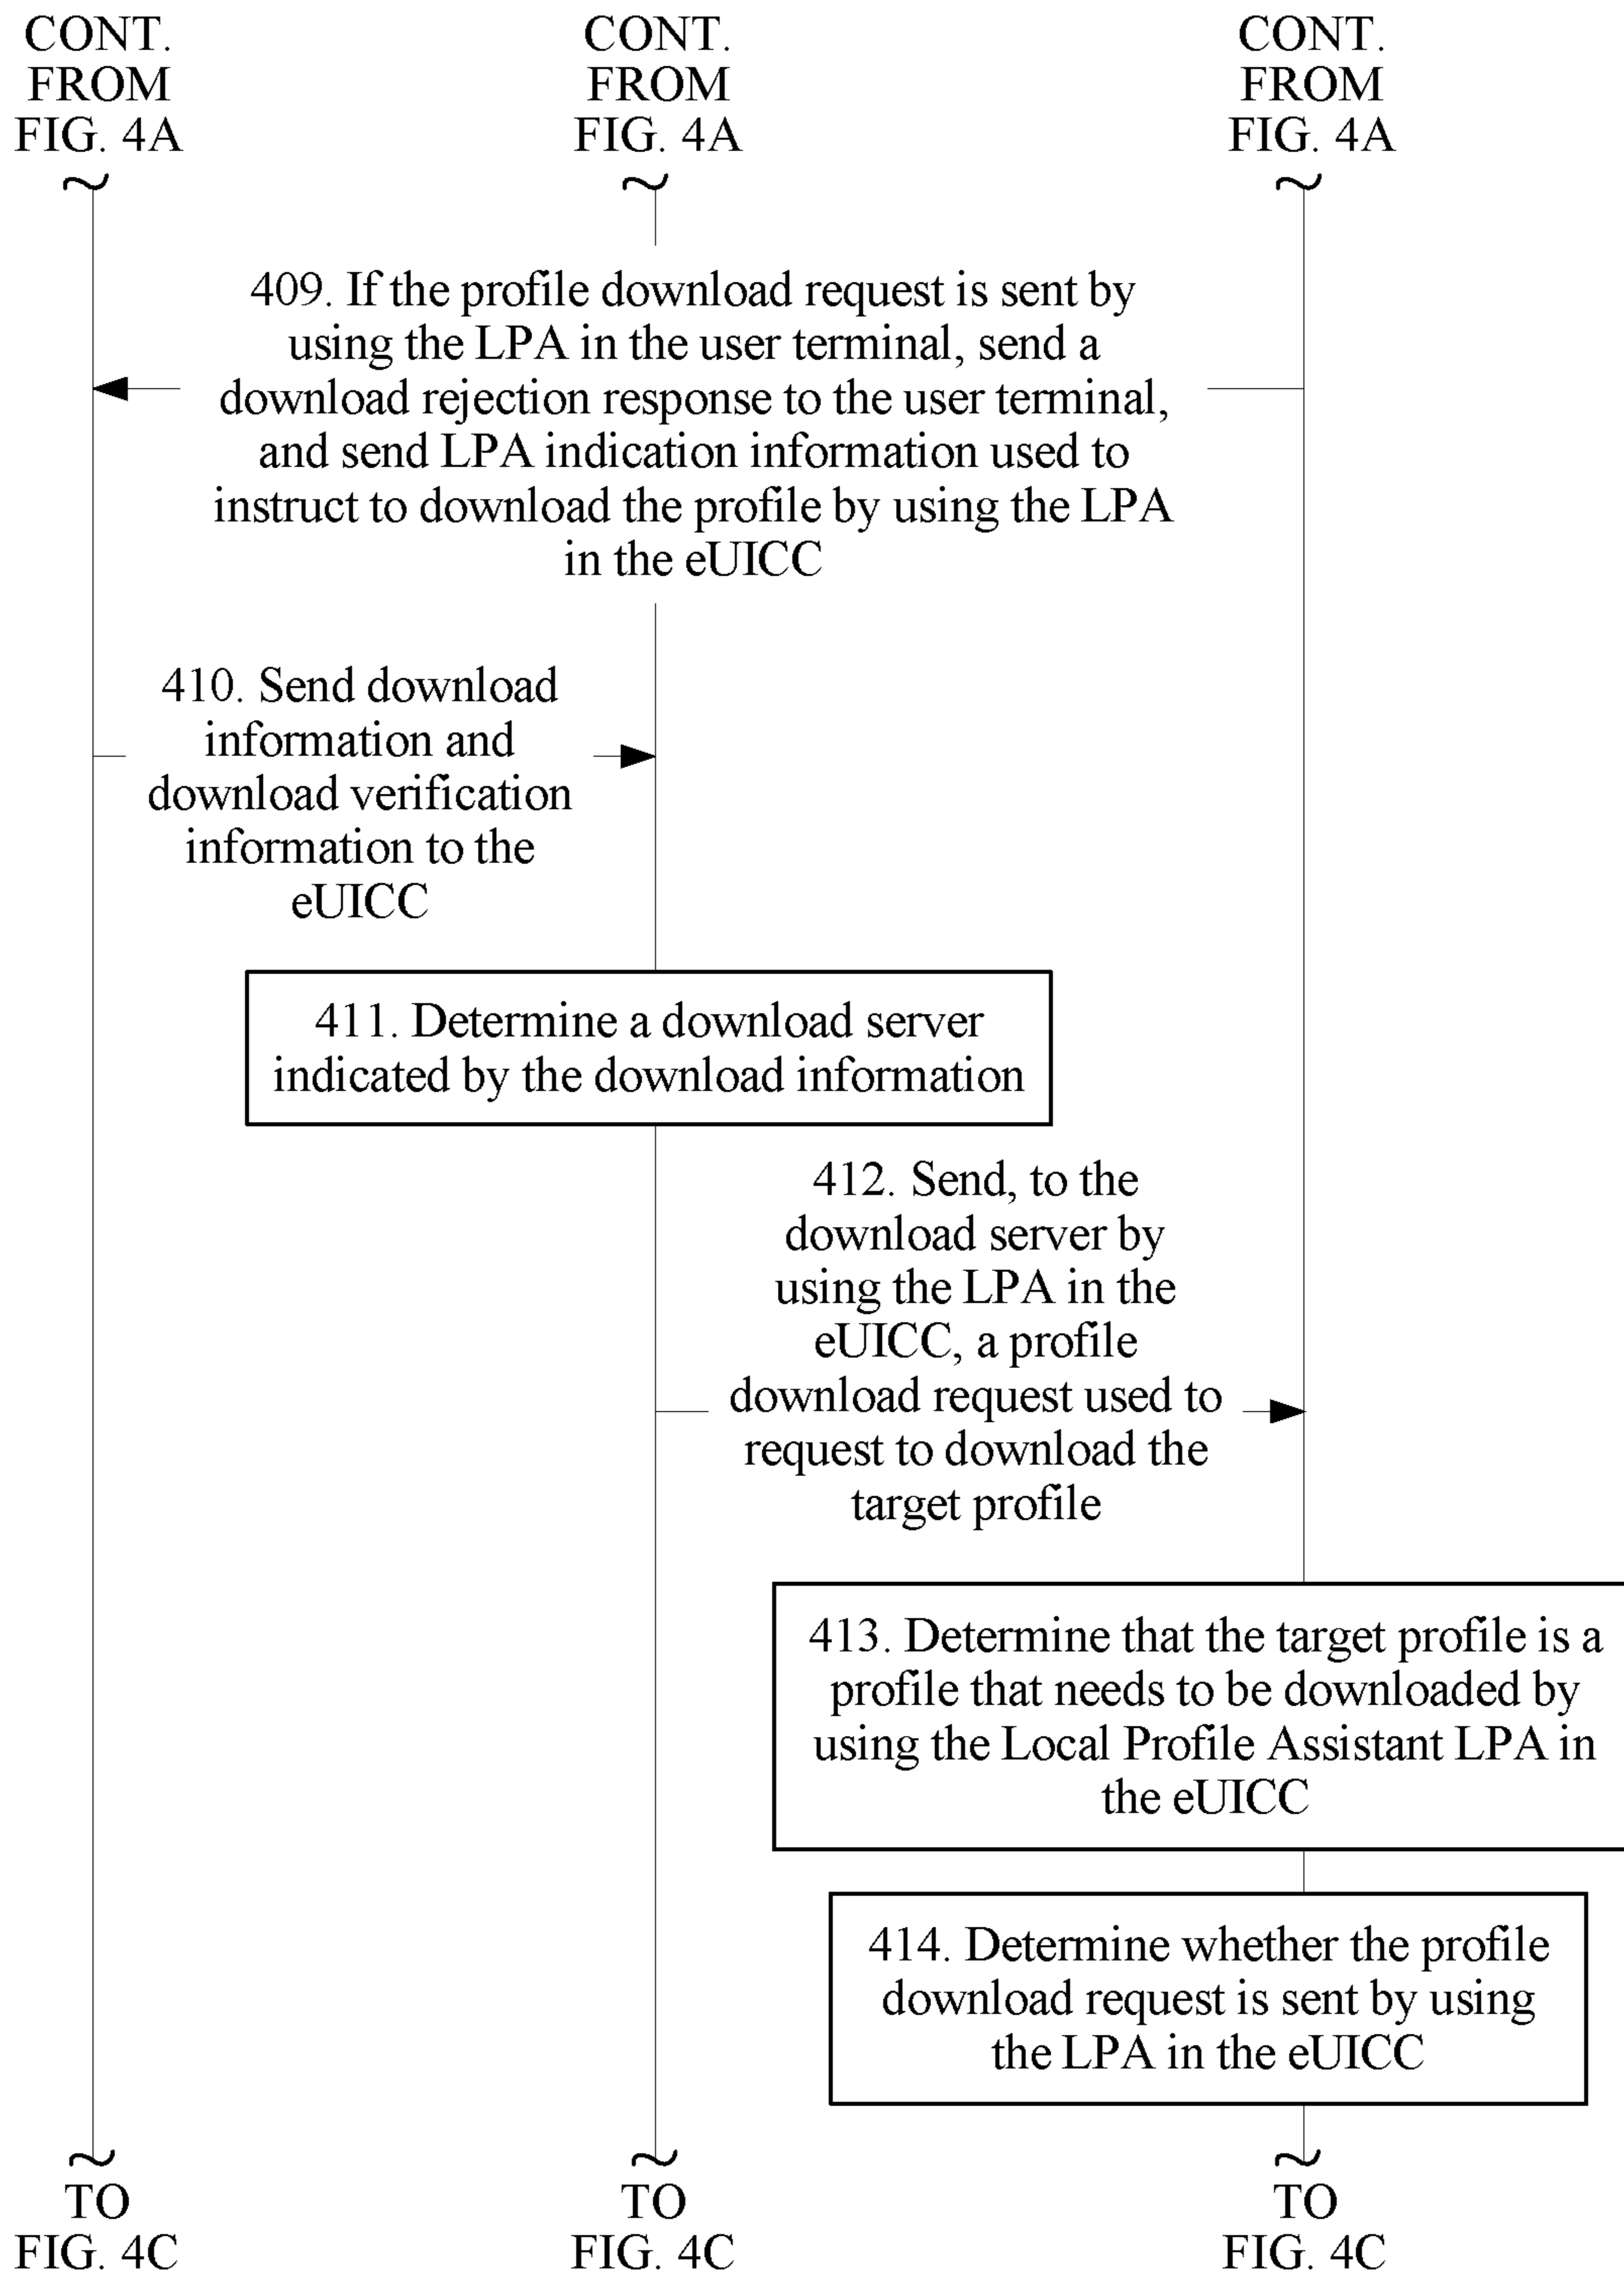 CONT.
FROM
FIG. 4A
CONT.
FROM
FIG. 4A
CONT.
FROM
FIG. 4A
409. If the profile download request is sent by
using the LPA in the user terminal, send a
download rejection response to the user terminal,
and send LPA indication information used to
instruct to download the profile by using the LPA
in the eUICC
410. Send download
information and
download verification
information to the
eUICC
411. Determine a download server
indicated by the download information
412. Send, to the
download server by
using the LPA in the
eUICC, a profile
download request used to
request to download the
target profile
413. Determine that the target profile is a
profile that needs to be downloaded by
using the Local Profile Assistant LPA in
the eUICC
414. Determine whether the profile
download request is sent by using
the LPA in the eUICC
TO
FIG. 4C
TO
FIG. 4C
TO
FIG. 4C